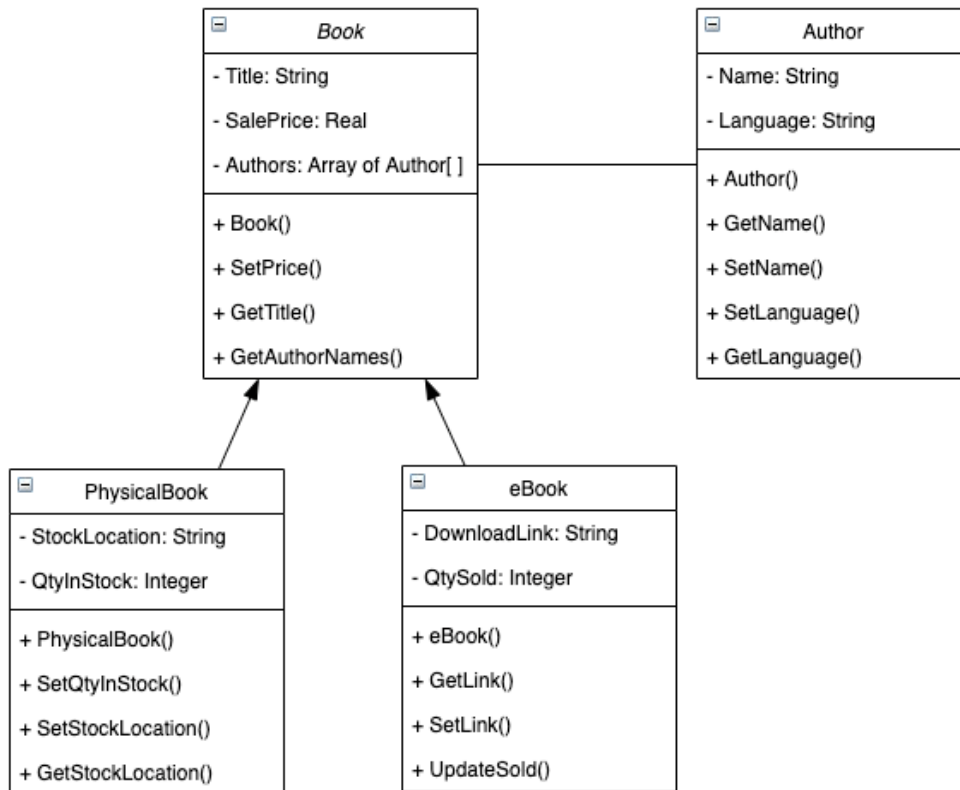 Book
- Title: String
- SalePrice: Real
- Authors: Array of Author[ ]
+ Book()
+ SetPrice()
+ GetTitle()
+ GetAuthorNames()
Author
- Name: String
- Language: String
+ Author()
+ GetName()
+ SetName()
+ SetLanguage()
+ GetLanguage()
PhysicalBook
- StockLocation: String
- QtyInStock: Integer
+ PhysicalBook()
+ SetQtyInStock()
+ SetStockLocation()
+ GetStockLocation()
eBook
- DownloadLink: String
- QtySold: Integer
+ eBook()
+ GetLink()
+ SetLink()
+ UpdateSold()